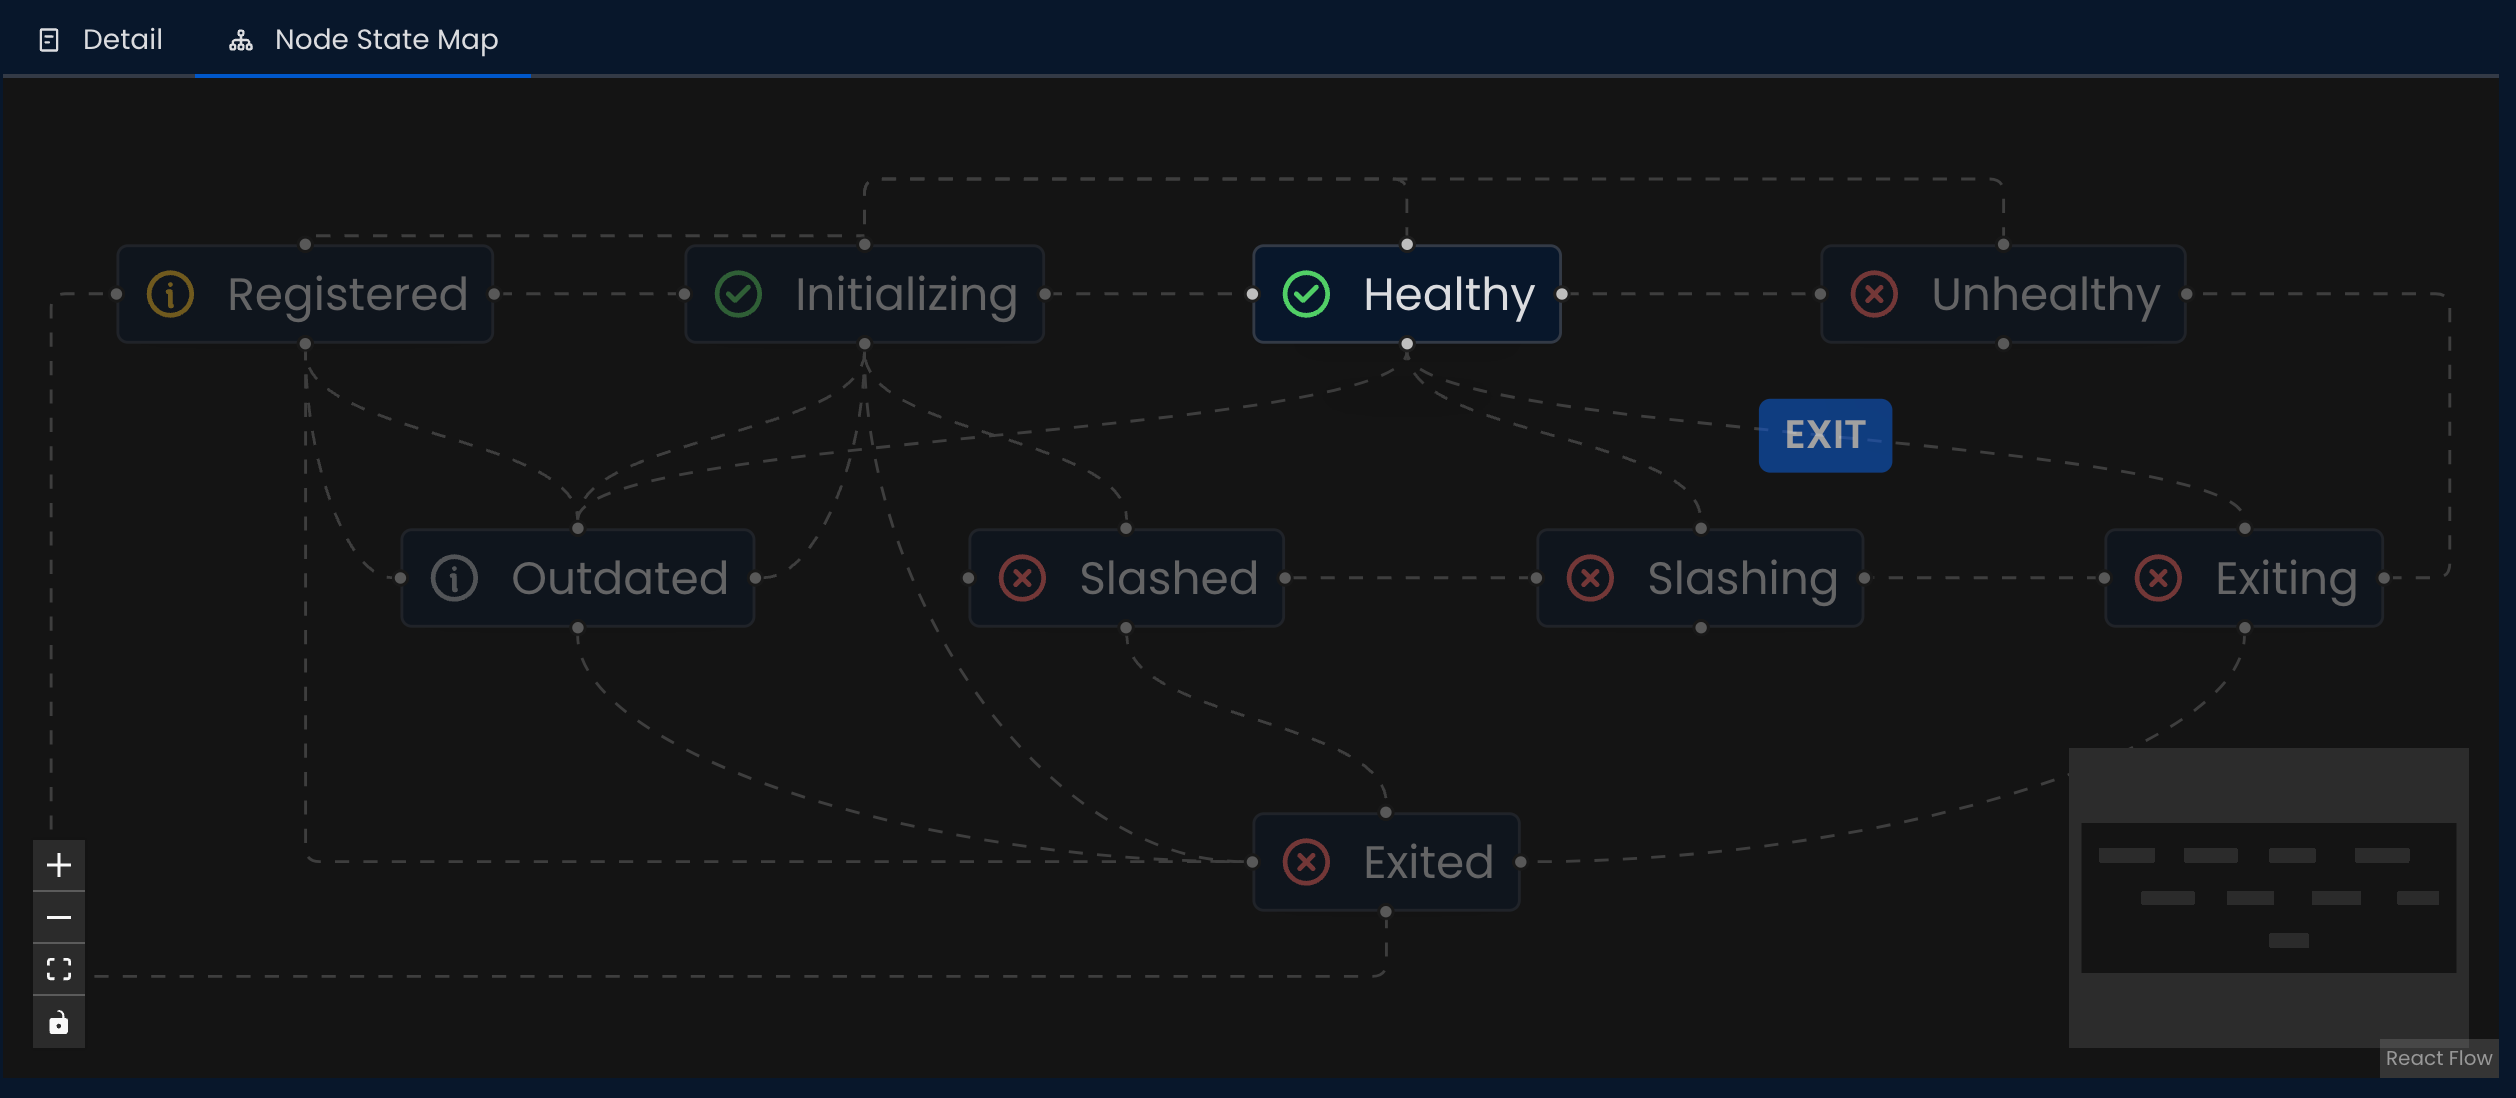 Detail
Node State Map
Registered
Initializing
Healthy
Unhealthy
EXIT
Outdated
Slashed
Slashing
Exiting
Exited
React Flow